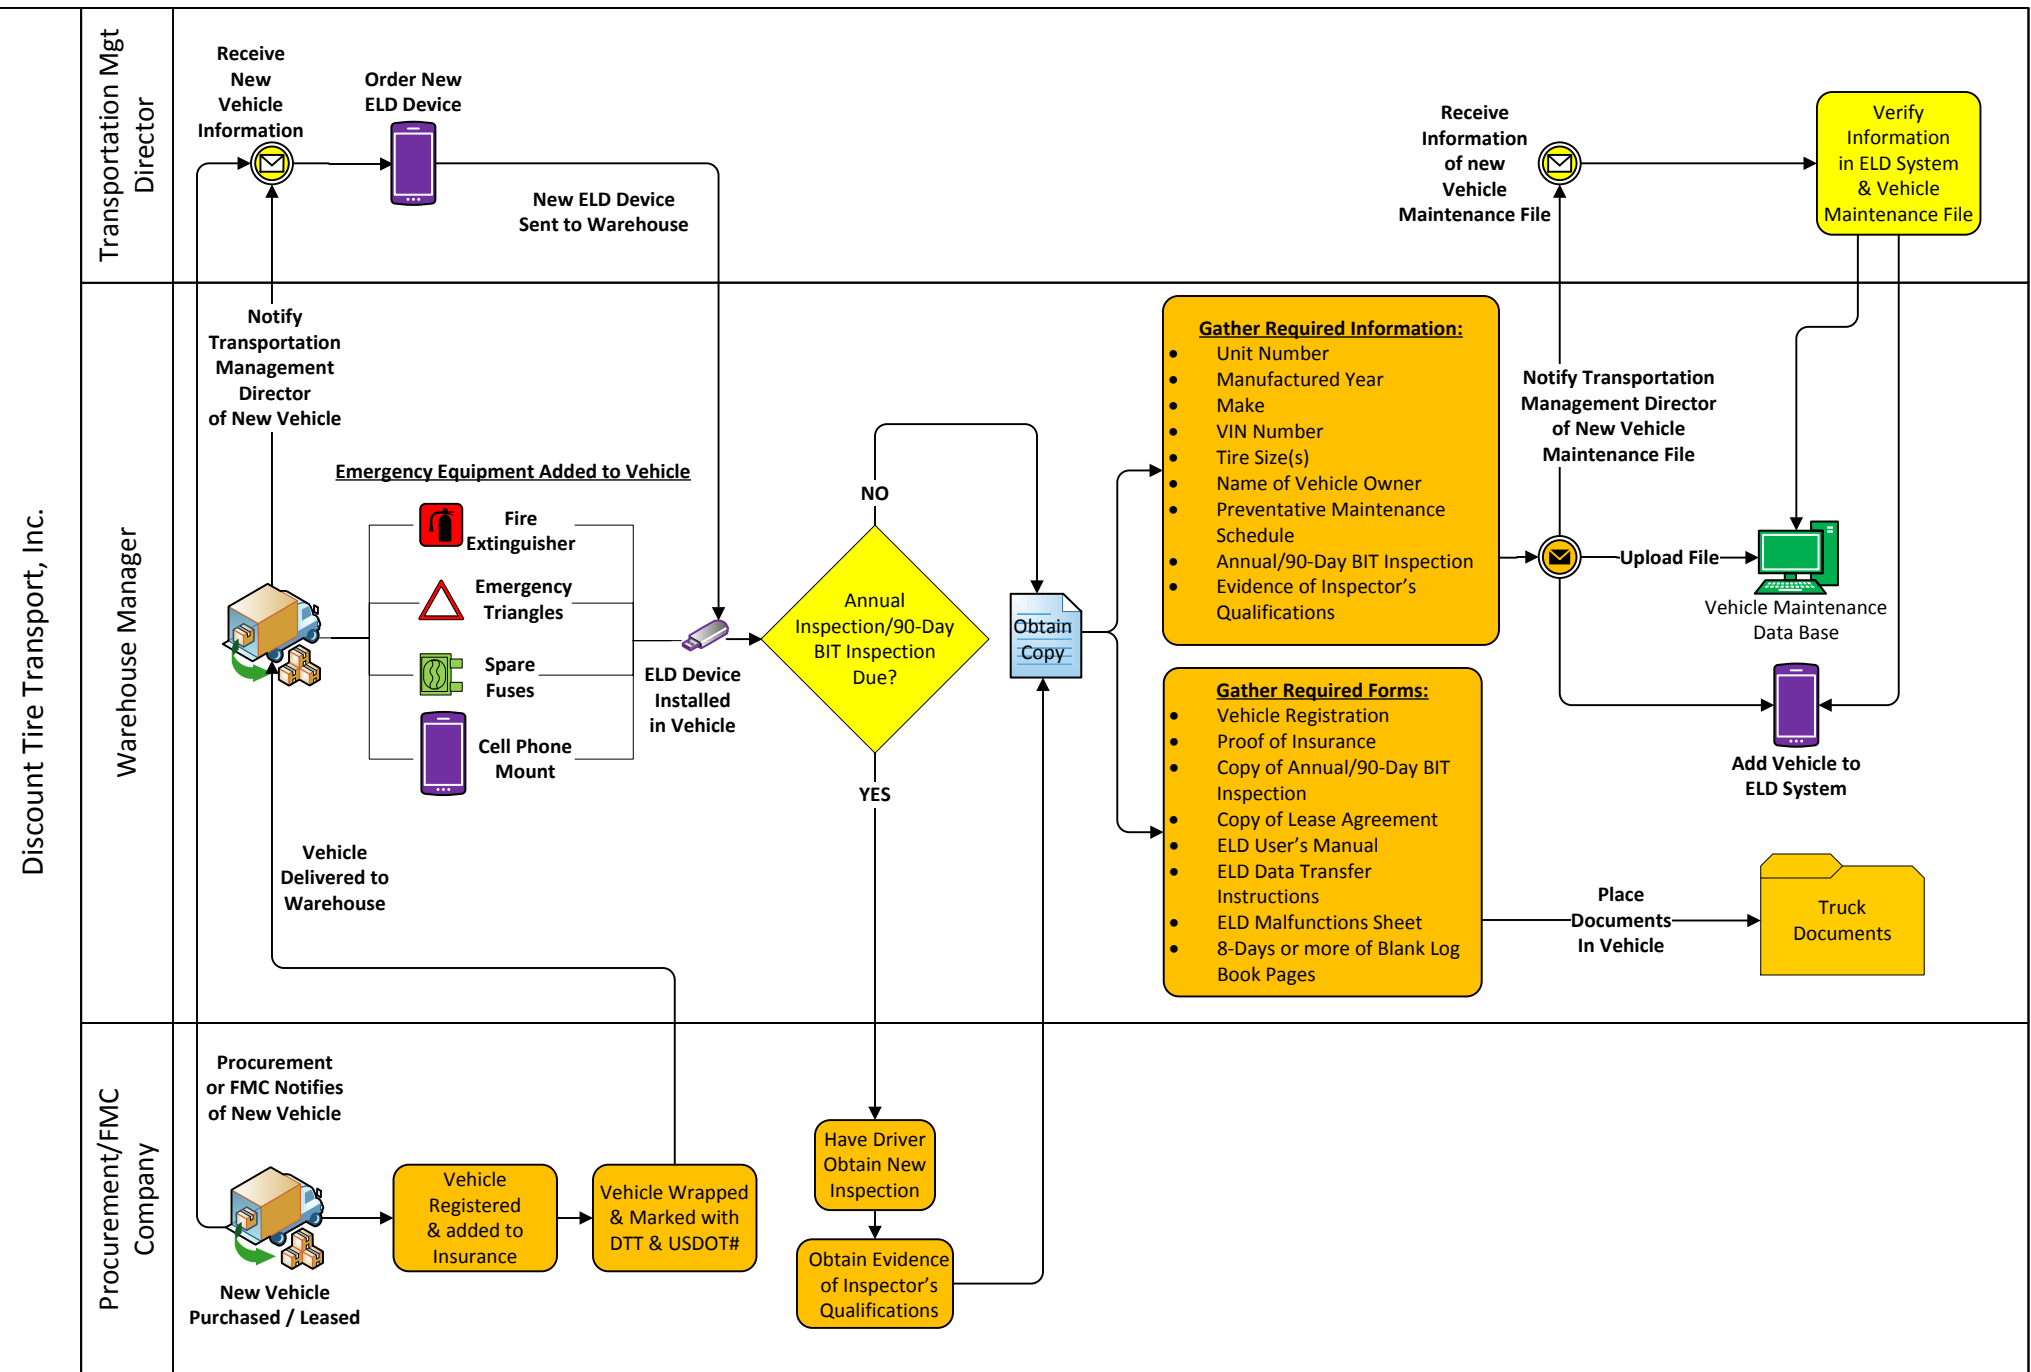 Discount Tire Transport, Inc.
Transportation Mgt
Director
Receive
New
Vehicle
Information
Order New
ELD Device
New ELD Device
Sent to Warehouse
Receive
Information
of new
Vehicle
Maintenance File
Verify
Information
in ELD System
& Vehicle
Maintenance File
Warehouse Manager
Notify
Transportation
Management
Director
of New Vehicle
Emergency Equipment Added to Vehicle
Fire
Extinguisher
Emergency
Triangles
Spare
Fuses
Cell Phone
Mount
ELD Device
Installed
in Vehicle
Vehicle
Delivered to
Warehouse
NO
Annual
Inspection/90-Day
BIT Inspection
Due?
YES
Obtain
Copy
Gather Required Information:
• Unit Number
• Manufactured Year
• Make
• VIN Number
• Tire Size(s)
• Name of Vehicle Owner
• Preventative Maintenance
Schedule
• Annual/90-Day BIT Inspection
• Evidence of Inspector's
Qualifications
Gather Required Forms:
• Vehicle Registration
• Proof of Insurance
• Copy of Annual/90-Day BIT
Inspection
• Copy of Lease Agreement
• ELD User's Manual
• ELD Data Transfer
Instructions
• ELD Malfunctions Sheet
• 8-Days or more of Blank Log
Book Pages
Notify Transportation
Management Director
of New Vehicle
Maintenance File
Upload File
Vehicle Maintenance
Data Base
Add Vehicle to
ELD System
Place
Documents
In Vehicle
Truck
Documents
Procurement/FMC
Company
Procurement
or FMC Notifies
of New Vehicle
New Vehicle
Purchased / Leased
Vehicle
Registered
& added to
Insurance
Vehicle Wrapped
& Marked with
DTT & USDOT#
Have Driver
Obtain New
Inspection
Obtain Evidence
of Inspector's
Qualifications